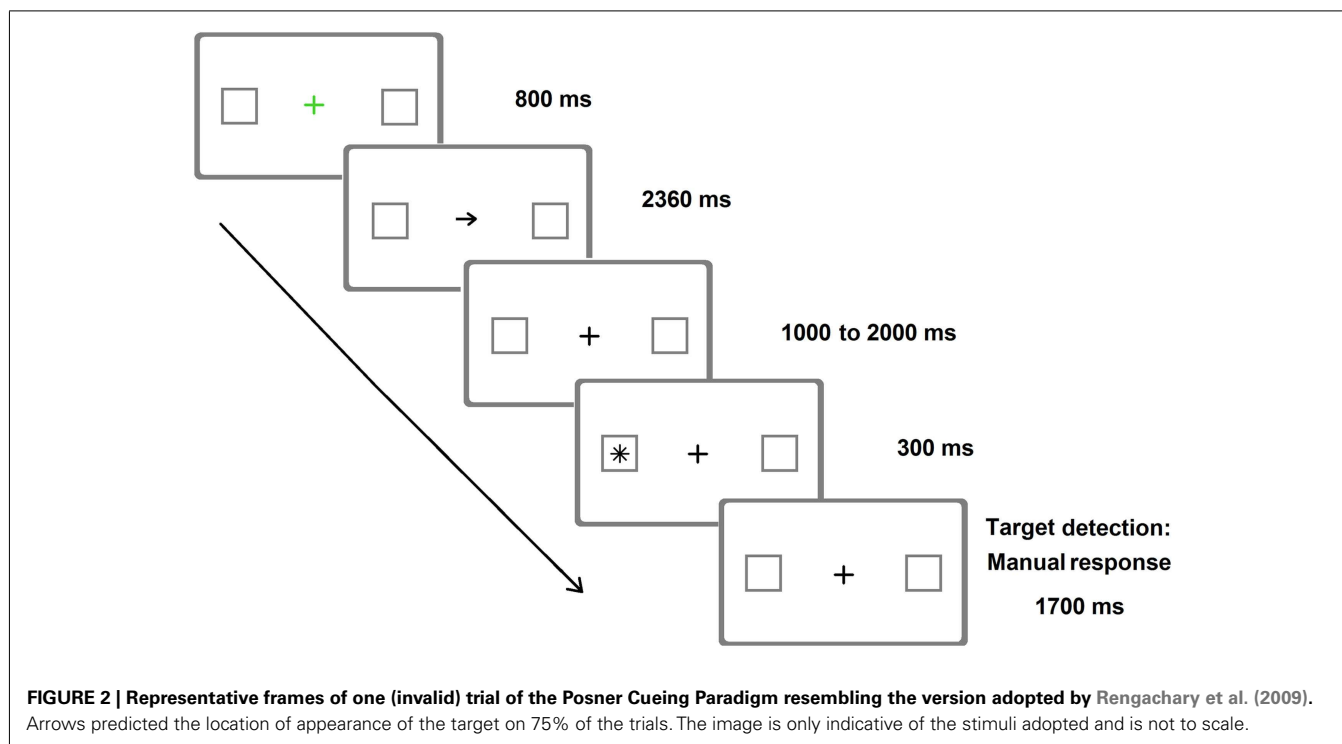 800 ms
2360 ms
1000 to 2000 ms
300 ms
Target detection:
Manual response
1700 ms
FIGURE 2 | Representative frames of one (invalid) trial of the Posner Cueing Paradigm resembling the version adopted by Rengachary et al. (2009).
Arrows predicted the location of appearance of the target on 75% of the trials. The image is only indicative of the stimuli adopted and is not to scale.